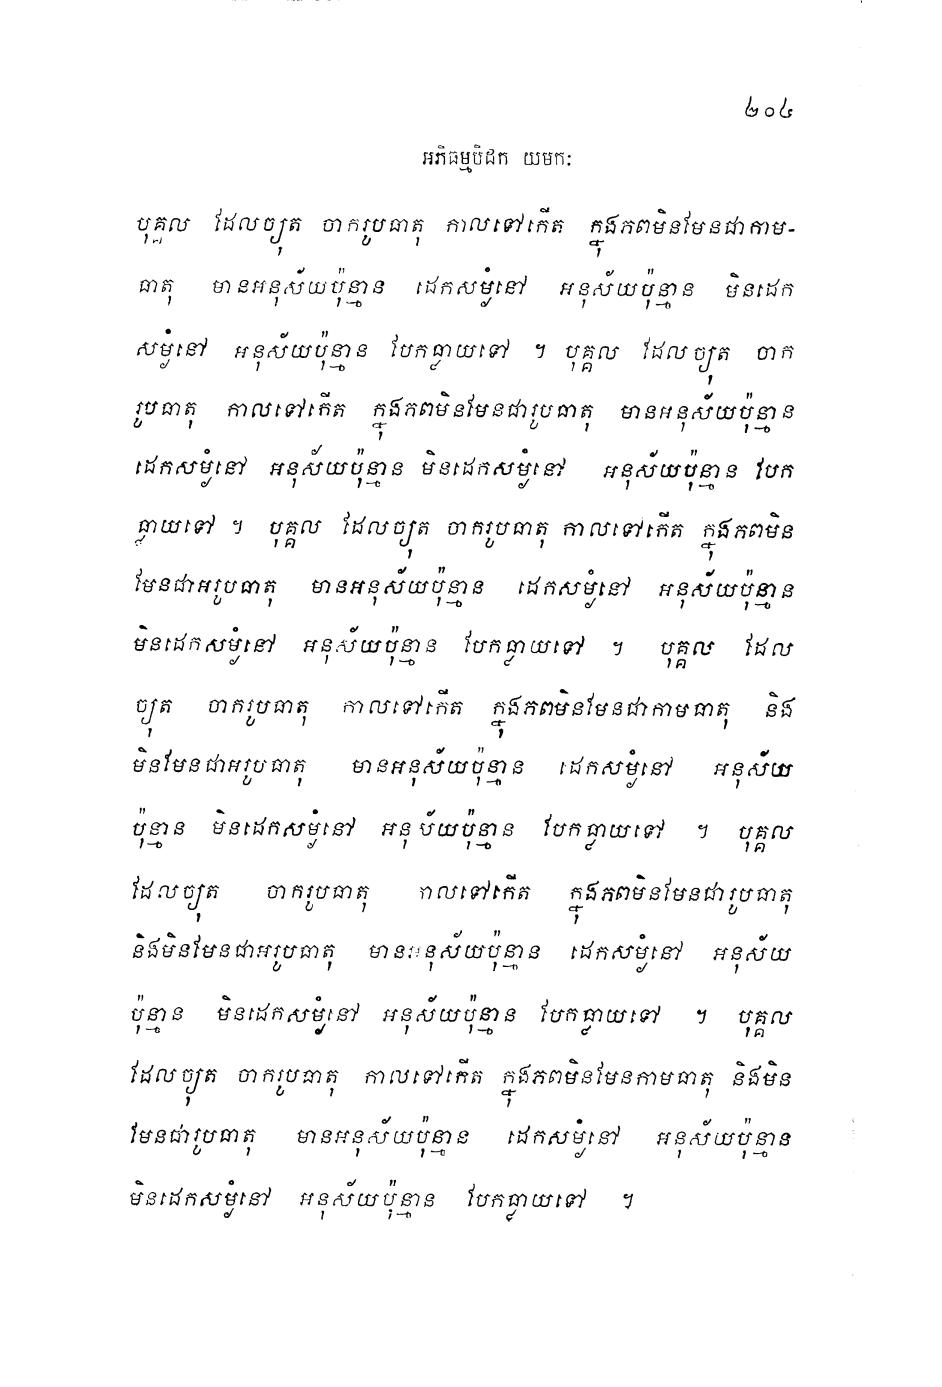 ២០៤
អភិធម្មបិដក យមកៈ
បុគ្គល ដែលច្យុត ចាករូបធាតុ កាលទៅកើត ក្នុងភពមិនមែនជាកាម-
ធាតុ មានអនុស័យប៉ុន្មាន ដេកសម្ងំនៅ អនុស័យប៉ុន្មាន មិនដេក
សម្ងំនៅ អនុស័យប៉ុន្មាន បែកធ្លាយទៅ ។ បុគ្គល ដែលច្យុត ចាក
រូបធាតុ កាលទៅកើត ក្នុងភពមិនមែនជារូបធាតុ មានអនុស័យប៉ុន្មាន
ដេកសម្ងំនៅ អនុស័យប៉ុន្មាន មិនដេកសម្ងំនៅ អនុស័យប៉ុន្មាន បែក
ធ្លាយទៅ ។ បុគ្គល ដែលច្យុត ចាករូបធាតុ កាលទៅកើត ក្នុងភពមិន
មែនជាអរូបធាតុ មានអនុស័យប៉ុន្មាន ដេកសម្ងំនៅ អនុស័យប៉ុន្មាន
មិនដេកសម្ងំនៅ អនុស័យប៉ុន្មាន បែកធ្លាយទៅ ។ បុគ្គល ដែល
ច្យុត ចាករូបធាតុ កាលទៅកើត ក្នុងភពមិនមែនជាកាមធាតុ និង
មិនមែនជាអរូបធាតុ មានអនុស័យប៉ុន្មាន ដេកសម្ងំនៅ អនុស័យ
ប៉ុន្មាន មិនដេកសម្ងំនៅ អនុស័យប៉ុន្មាន បែកធ្លាយទៅ ។ បុគ្គល
ដែលច្យុត ចាករូបធាតុ កាលទៅកើត ក្នុងភពមិនមែនជារូបធាតុ
និងមិនមែនជាអរូបធាតុ មានអនុស័យប៉ុន្មាន ដេកសម្ងំនៅ អនុស័យ
ប៉ុន្មាន មិនដេកសម្ងំនៅ អនុស័យប៉ុន្មាន បែកធ្លាយទៅ ។ បុគ្គល
ដែលច្យុត ចាករូបធាតុ កាលទៅកើត ក្នុងភពមិនមែនកាមធាតុ និងមិន
មែនជារូបធាតុ មានអនុស័យប៉ុន្មាន ដេកសម្ងំនៅ អនុស័យប៉ុន្មាន
មិនដេកសម្ងំនៅ អនុស័យប៉ុន្មាន បែកធ្លាយទៅ ។